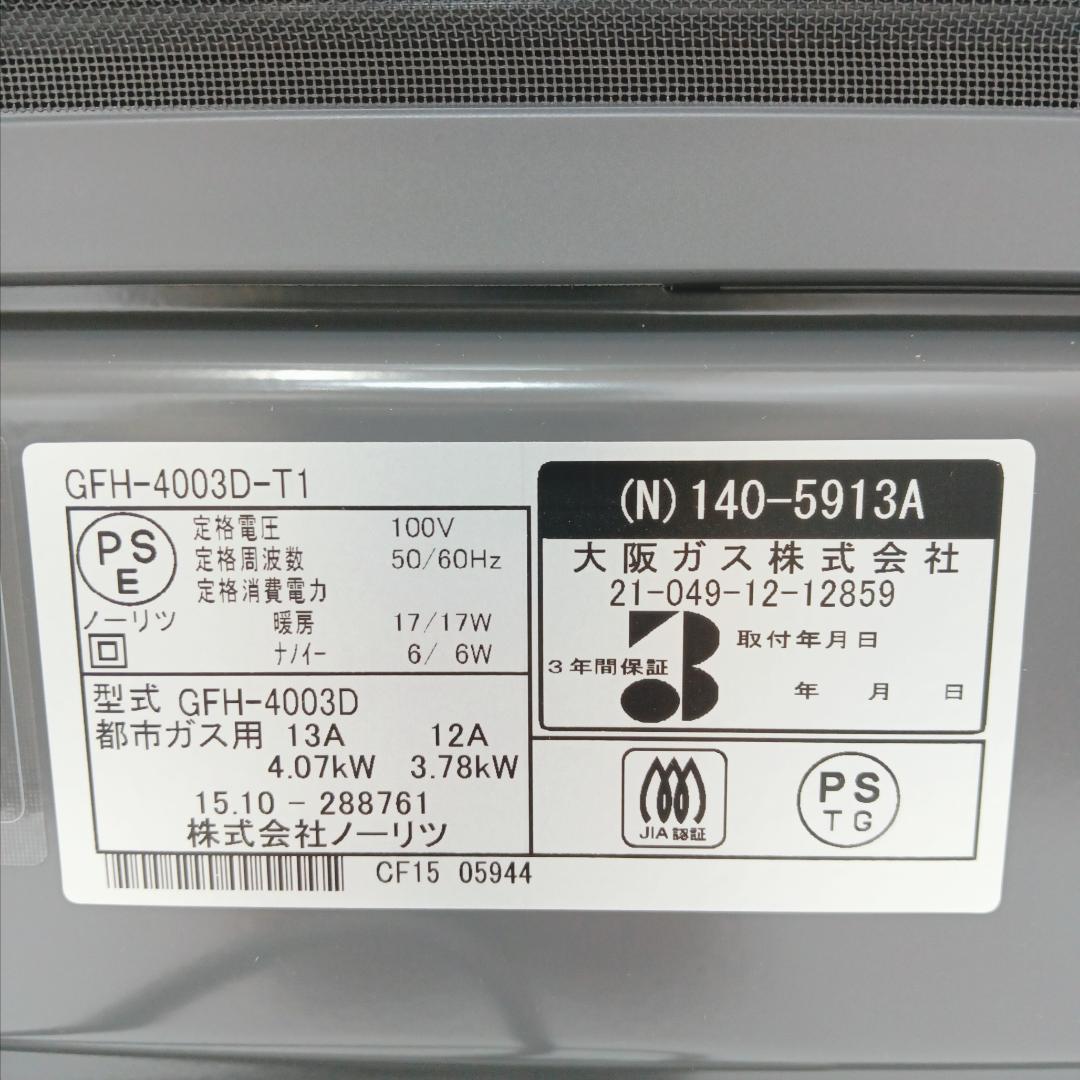 GFH-4003D-T1
PS
E
定格電圧 100V
定格周波数 50/60Hz
定格消費電力
ノーリツ 暖房 17/17W
ナノイー 6/ 6W
型式 GFH-4003D
都市ガス用 13A 12A
4.07kW 3.78kW
15.10 - 288761
株式会社ノーリツ
CF15 05944
(N) 140-5913A
大阪ガス株式会社
21-049-12-12859
3年間保証 3 取付年月日
年 月 日
JIA 認証
PS
TG